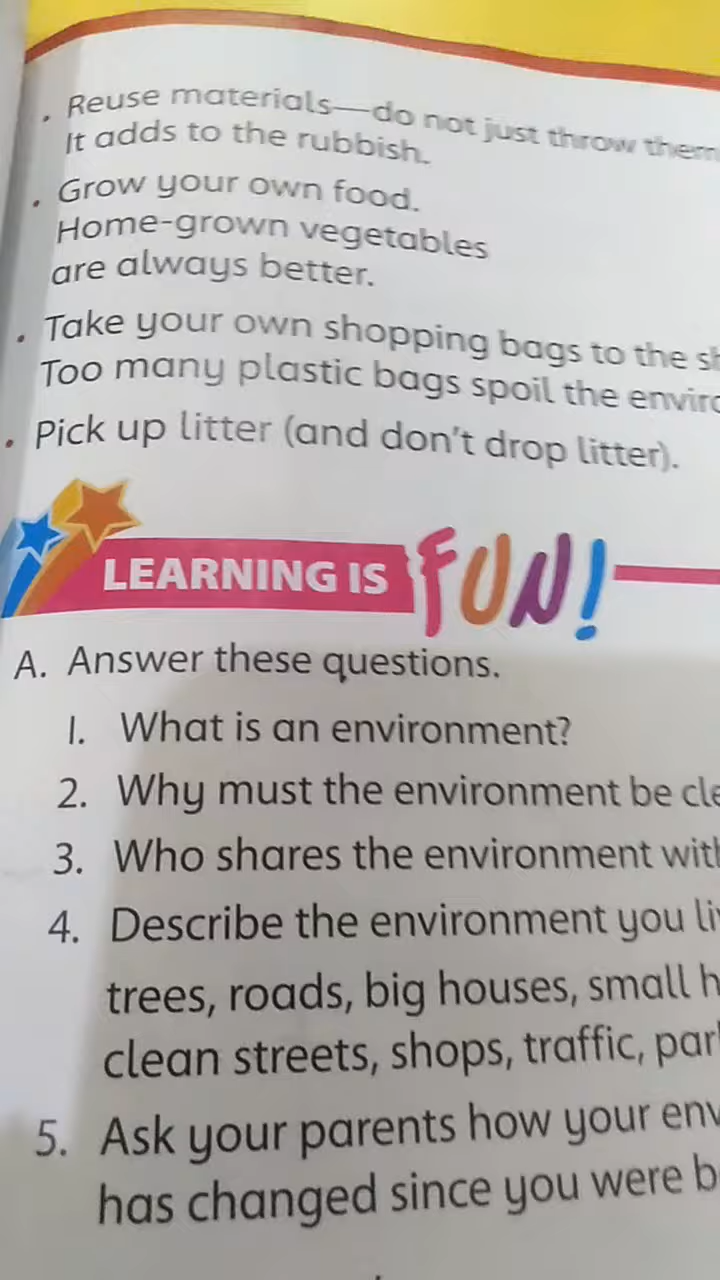 • Reuse materials—do not just throw them
It adds to the rubbish.
• Grow your own food.
Home-grown vegetables
are always better.
• Take your own shopping bags to the
Too many plastic bags spoil the
• Pick up litter (and don't drop litter).
LEARNING IS FUN!
A. Answer these questions.
1. What is an environment?
2. Why must the environment be
3. Who shares the environment
4. Describe the environment you
trees, roads, big houses, small
clean streets, shops, traffic,
5. Ask your parents how your
has changed since you were